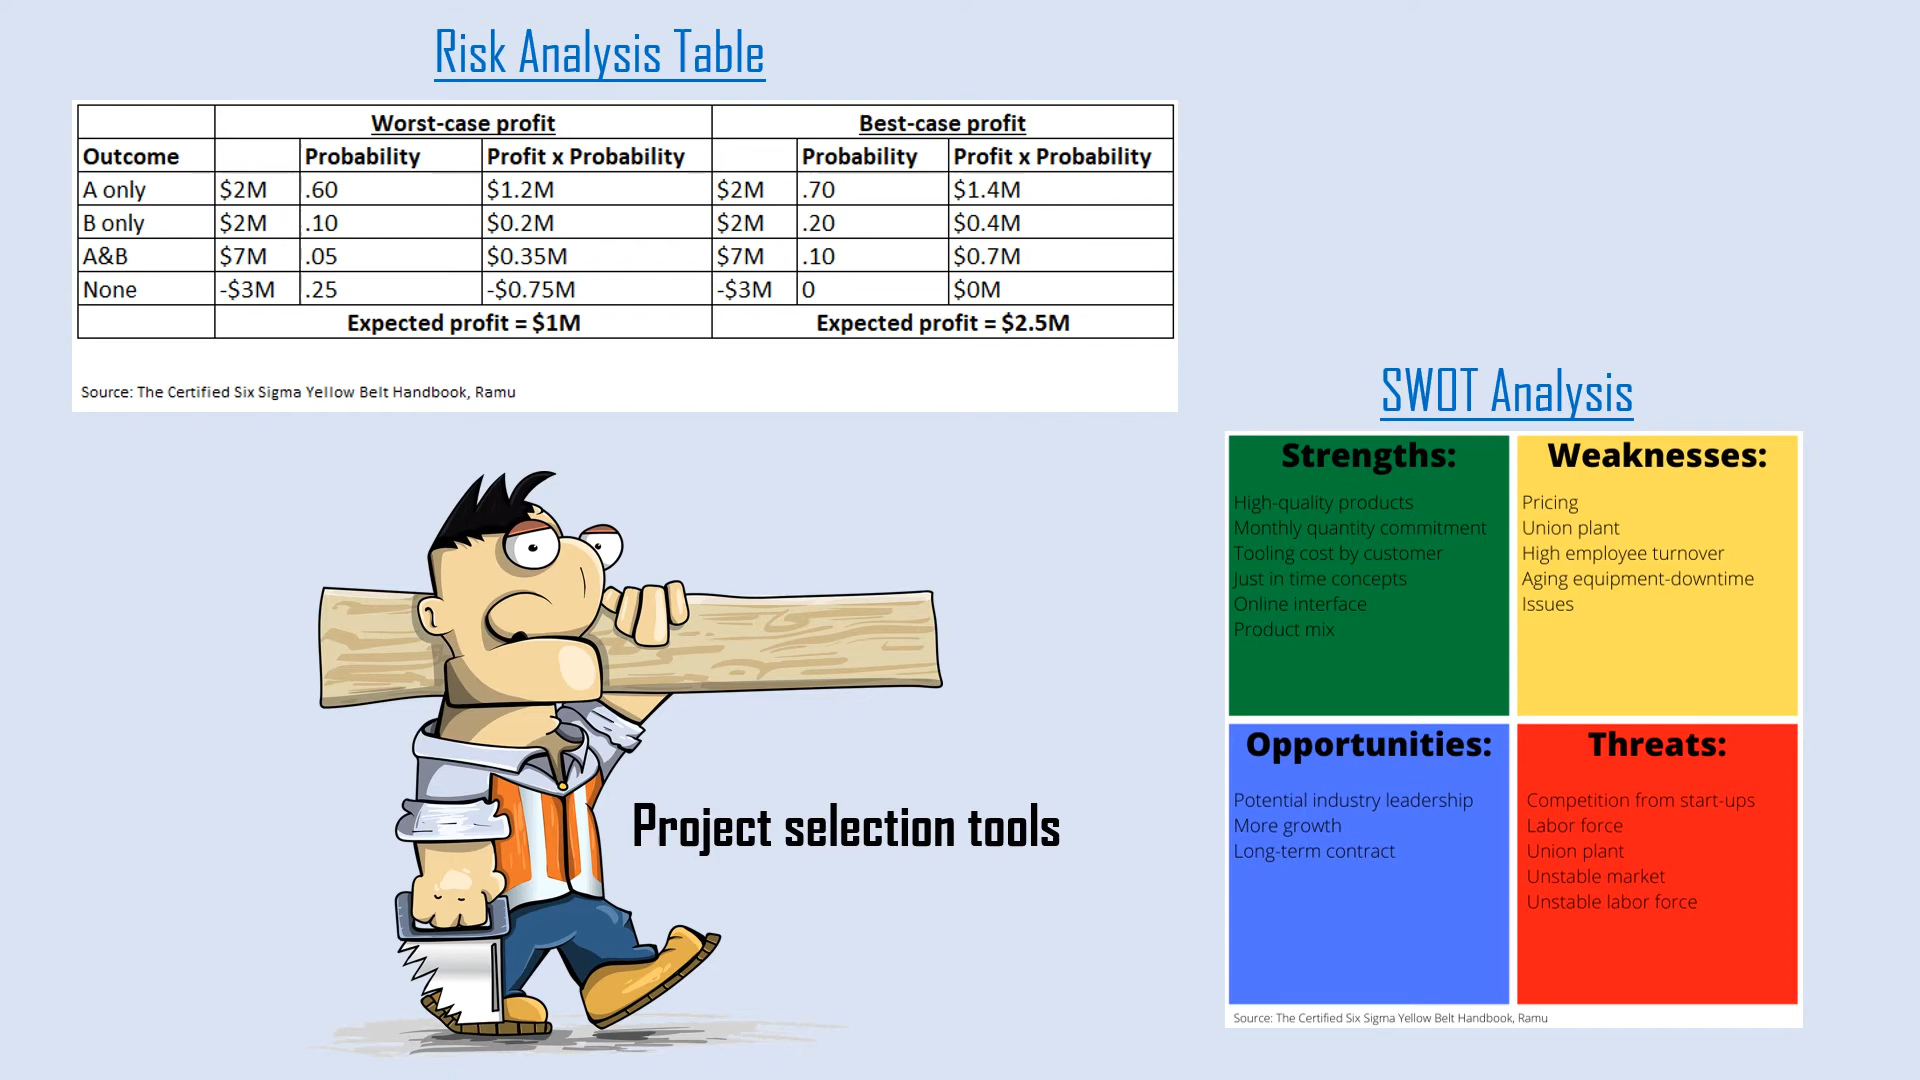 Risk Analysis Table
Worst-case profit Best-case profit
Outcome Probability Profit x Probability Probability Profit x Probability
A only $2M .60 $1.2M $2M .70 $1.4M
B only $2M .10 $0.2M $2M .20 $0.4M
A&B $7M .05 $0.35M $7M .10 $0.7M
None -$3M .25 -$0.75M -$3M 0 $0M
Expected profit = $1M Expected profit = $2.5M
Source: The Certified Six Sigma Yellow Belt Handbook, Ramu
SWOT Analysis
Strengths:
High-quality products
Monthly quantity commitment
Tooling cost by customer
Just in time concepts
Online interface
Product mix
Weaknesses:
Pricing
Union plant
High employee turnover
Aging equipment-downtime
Issues
Opportunities:
Potential industry leadership
More growth
Long-term contract
Threats:
Competition from start-ups
Labor force
Union plant
Unstable market
Unstable labor force
Source: The Certified Six Sigma Yellow Belt Handbook, Ramu
Project selection tools